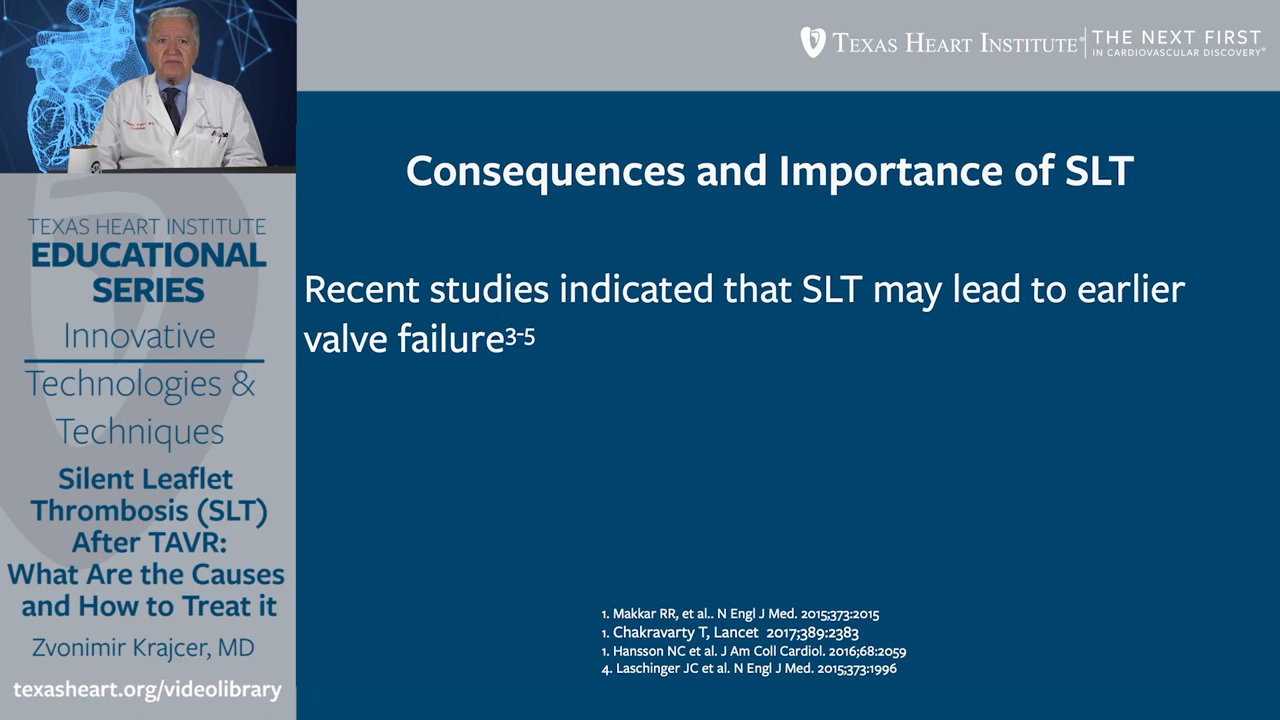 TEXAS HEART INSTITUTE®
THE NEXT FIRST
IN CARDIOVASCULAR DISCOVERY®
TEXAS HEART INSTITUTE
EDUCATIONAL
SERIES
Innovative
Technologies &
Techniques
Silent Leaflet
Thrombosis (SLT)
After TAVR:
What Are the Causes
and How to Treat it
Zvonimir Krajcer, MD
texasheart.org/videolibrary
Consequences and Importance of SLT
Recent studies indicated that SLT may lead to earlier
valve failure3-5
1. Makkar RR, et al.. N Engl J Med. 2015;373:2015
1. Chakravarty T, Lancet 2017;389:2383
1. Hansson NC et al. J Am Coll Cardiol. 2016;68:2059
4. Laschinger JC et al. N Engl J Med. 2015;373:1996